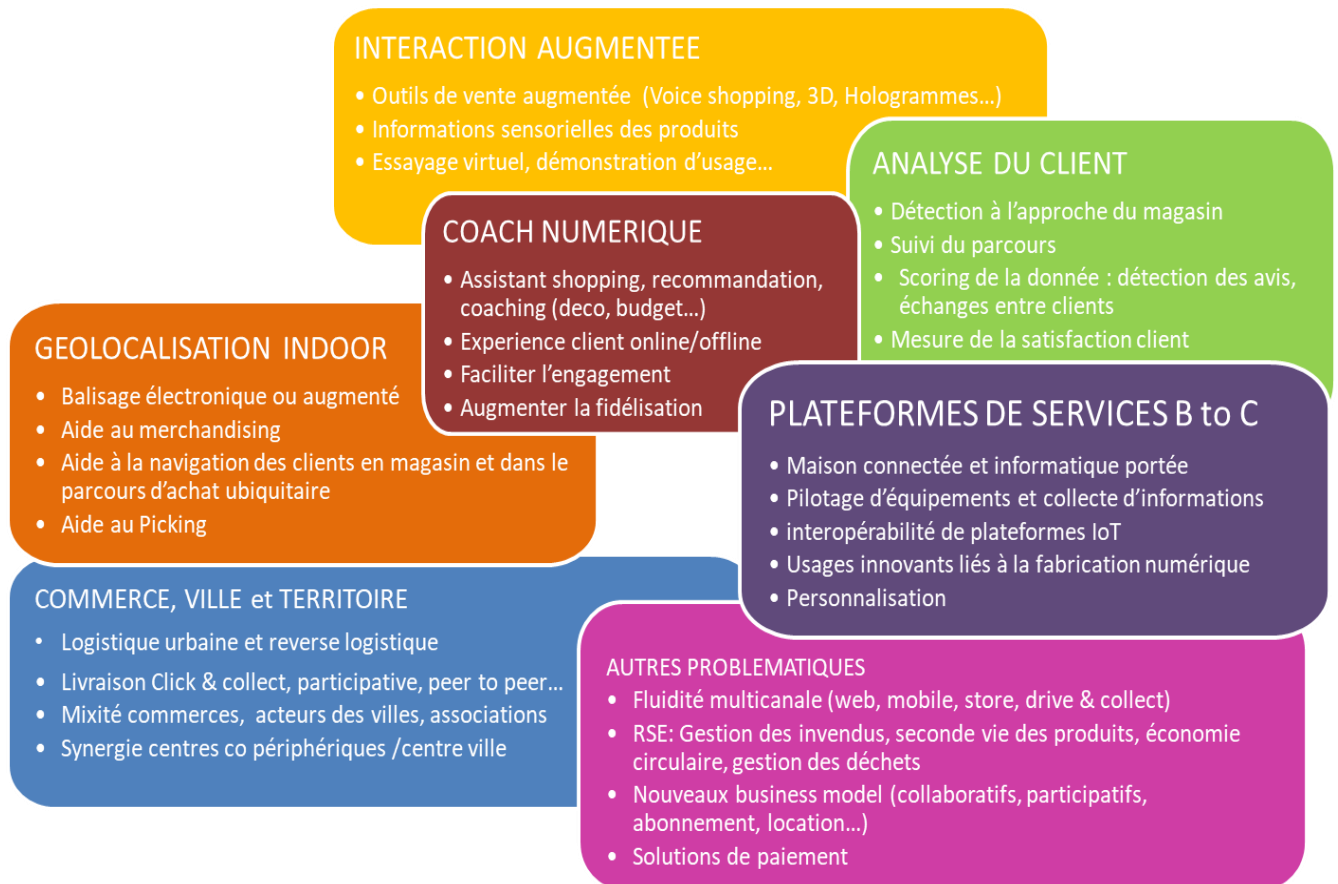 INTERACTION AUGMENTEE
• Outils de vente augmentée (Voice shopping, 3D, Hologrammes…)
• Informations sensorielles des produits
• Essayage virtuel, démonstration d’usage…
ANALYSE DU CLIENT
• Détection à l’approche du magasin
• Suivi du parcours
• Scoring de la donnée : détection des avis,
échanges entre clients
• Mesure de la satisfaction client
COACH NUMERIQUE
• Assistant shopping, recommandation,
coaching (deco, budget…)
• Experience client online/offline
• Faciliter l’engagement
• Augmenter la fidélisation
GEOLOCALISATION INDOOR
• Balisage électronique ou augmenté
• Aide au merchandising
• Aide à la navigation des clients en magasin et dans le
parcours d’achat ubiquitaire
• Aide au Picking
PLATEFORMES DE SERVICES B to C
• Maison connectée et informatique portée
• Pilotage d’équipements et collecte d’informations
• interopérabilité de plateformes IoT
• Usages innovants liés à la fabrication numérique
• Personnalisation
COMMERCE, VILLE et TERRITOIRE
• Logistique urbaine et reverse logistique
• Livraison Click & collect, participative, peer to peer…
• Mixité commerces, acteurs des villes, associations
• Synergie centres co périphériques /centre ville
AUTRES PROBLEMATIQUES
• Fluidité multicanale (web, mobile, store, drive & collect)
• RSE: Gestion des invendus, seconde vie des produits, économie
circulaire, gestion des déchets
• Nouveaux business model (collaboratifs, participatifs,
abonnement, location…)
• Solutions de paiement